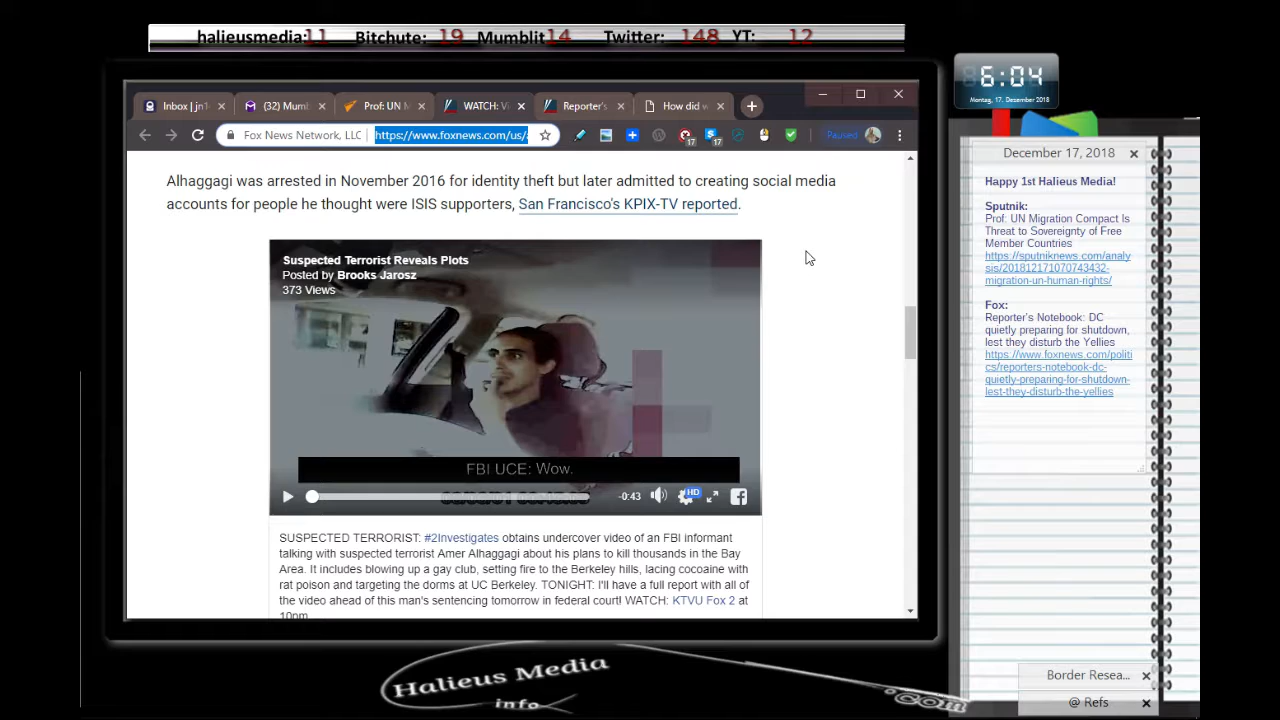 halieusmedia: 11 Bitchute: 19 Mumblit 14 Twitter: 148 YT: 12
6:04
Montag, 17. Dezember 2018
Inbox | jn1
(32) Mum
Prof: UN M
WATCH: V
Reporter's
How did w
Fox News Network, LLC | https://www.foxnews.com/us/
17
17
Paused
Alhaggagi was arrested in November 2016 for identity theft but later admitted to creating social media
accounts for people he thought were ISIS supporters, San Francisco's KPIX-TV reported.
Suspected Terrorist Reveals Plots
Posted by Brooks Jarosz
373 Views
FBI UCE: Wow.
-0:43
HD
SUSPECTED TERRORIST: #2Investigates obtains undercover video of an FBI informant
talking with suspected terrorist Amer Alhaggagi about his plans to kill thousands in the Bay
Area. It includes blowing up a gay club, setting fire to the Berkeley hills, lacing cocaine with
rat poison and targeting the dorms at UC Berkeley. TONIGHT: I'll have a full report with all of
the video ahead of this man's sentencing tomorrow in federal court! WATCH: KTVU Fox 2 at
10pm
December 17, 2018
Happy 1st Halieus Media!
Sputnik:
Prof: UN Migration Compact Is
Threat to Sovereignty of Free
Member Countries
https://sputniknews.com/analy
sis/201812171070743432-
migration-un-human-rights/
Fox:
Reporter's Notebook: DC
quietly preparing for shutdown,
lest they disturb the Yellies
https://www.foxnews.com/politi
cs/reporters-notebook-dc-
quietly-preparing-for-shutdown-
lest-they-disturb-the-yellies
Border Resea...
@ Refs
Halieus Media
info
.com